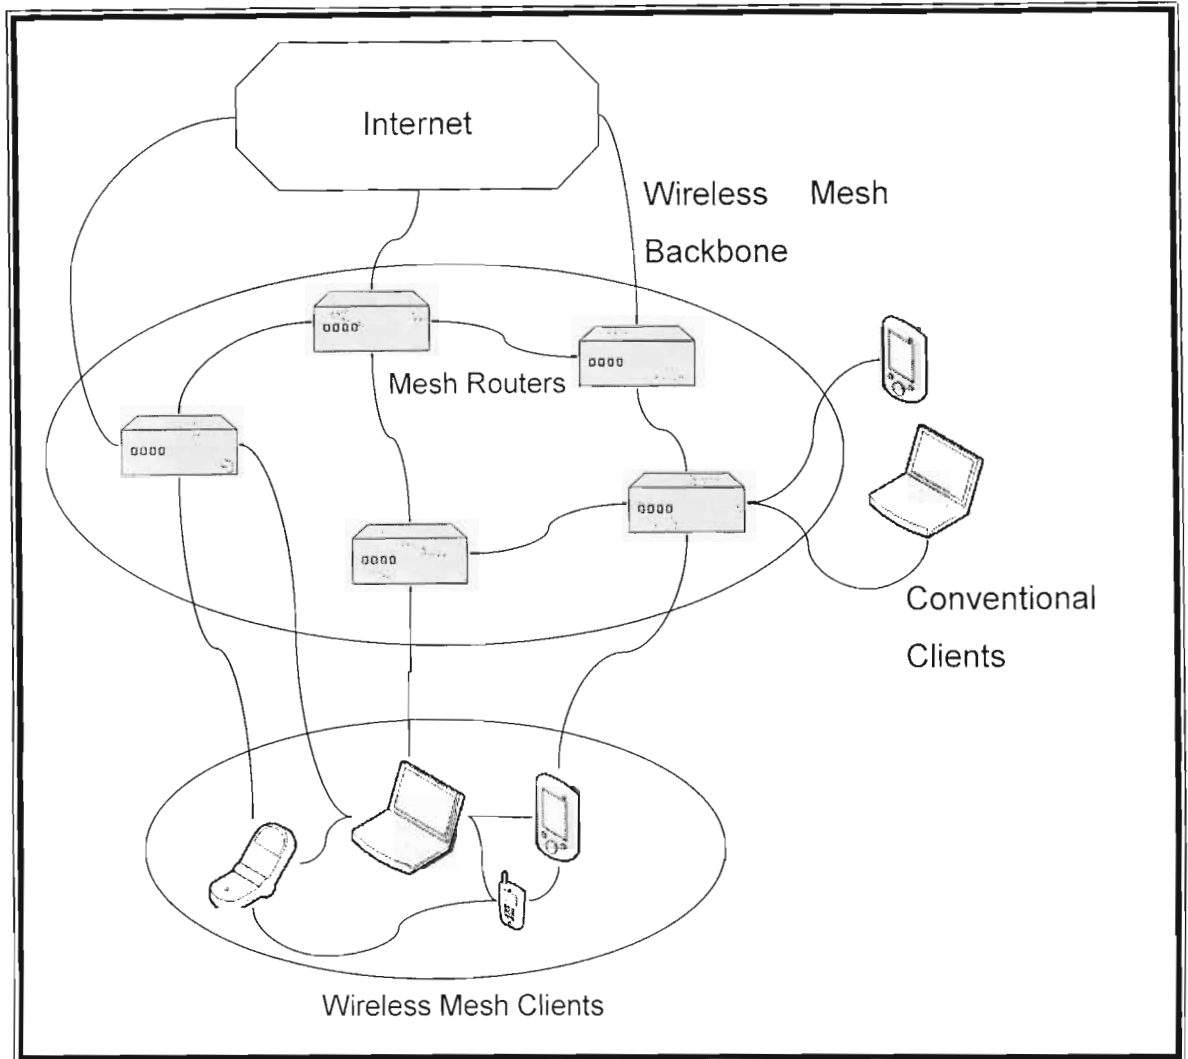 Internet
Wireless Mesh
Backbone
Mesh Routers
Conventional
Clients
Wireless Mesh Clients